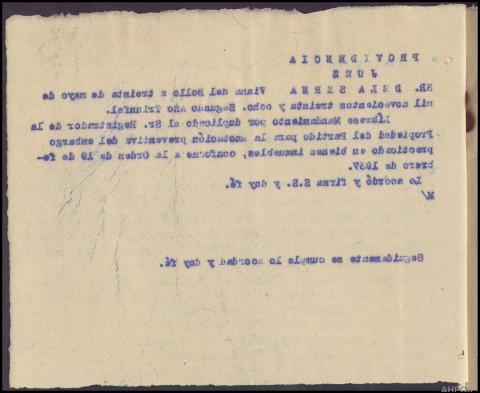 PROVIDENCIA
JUEZ
SR. DE LA SERNA Viana del Bollo a treinta de mayo de
mil novecientos treinta y ocho. Segundo Año Triunfal.
Líbrese Mandamiento por duplicado al Sr. Registrador de la
Propiedad del Partido para la anotación preventiva del embargo
practicado en bienes inmuebles, conforme a la Orden de 19 de fe-
brero de 1937.
Lo acordó y firma S.S. y doy fé.
M/
Seguidamente se cumple lo acordad y doy fé.